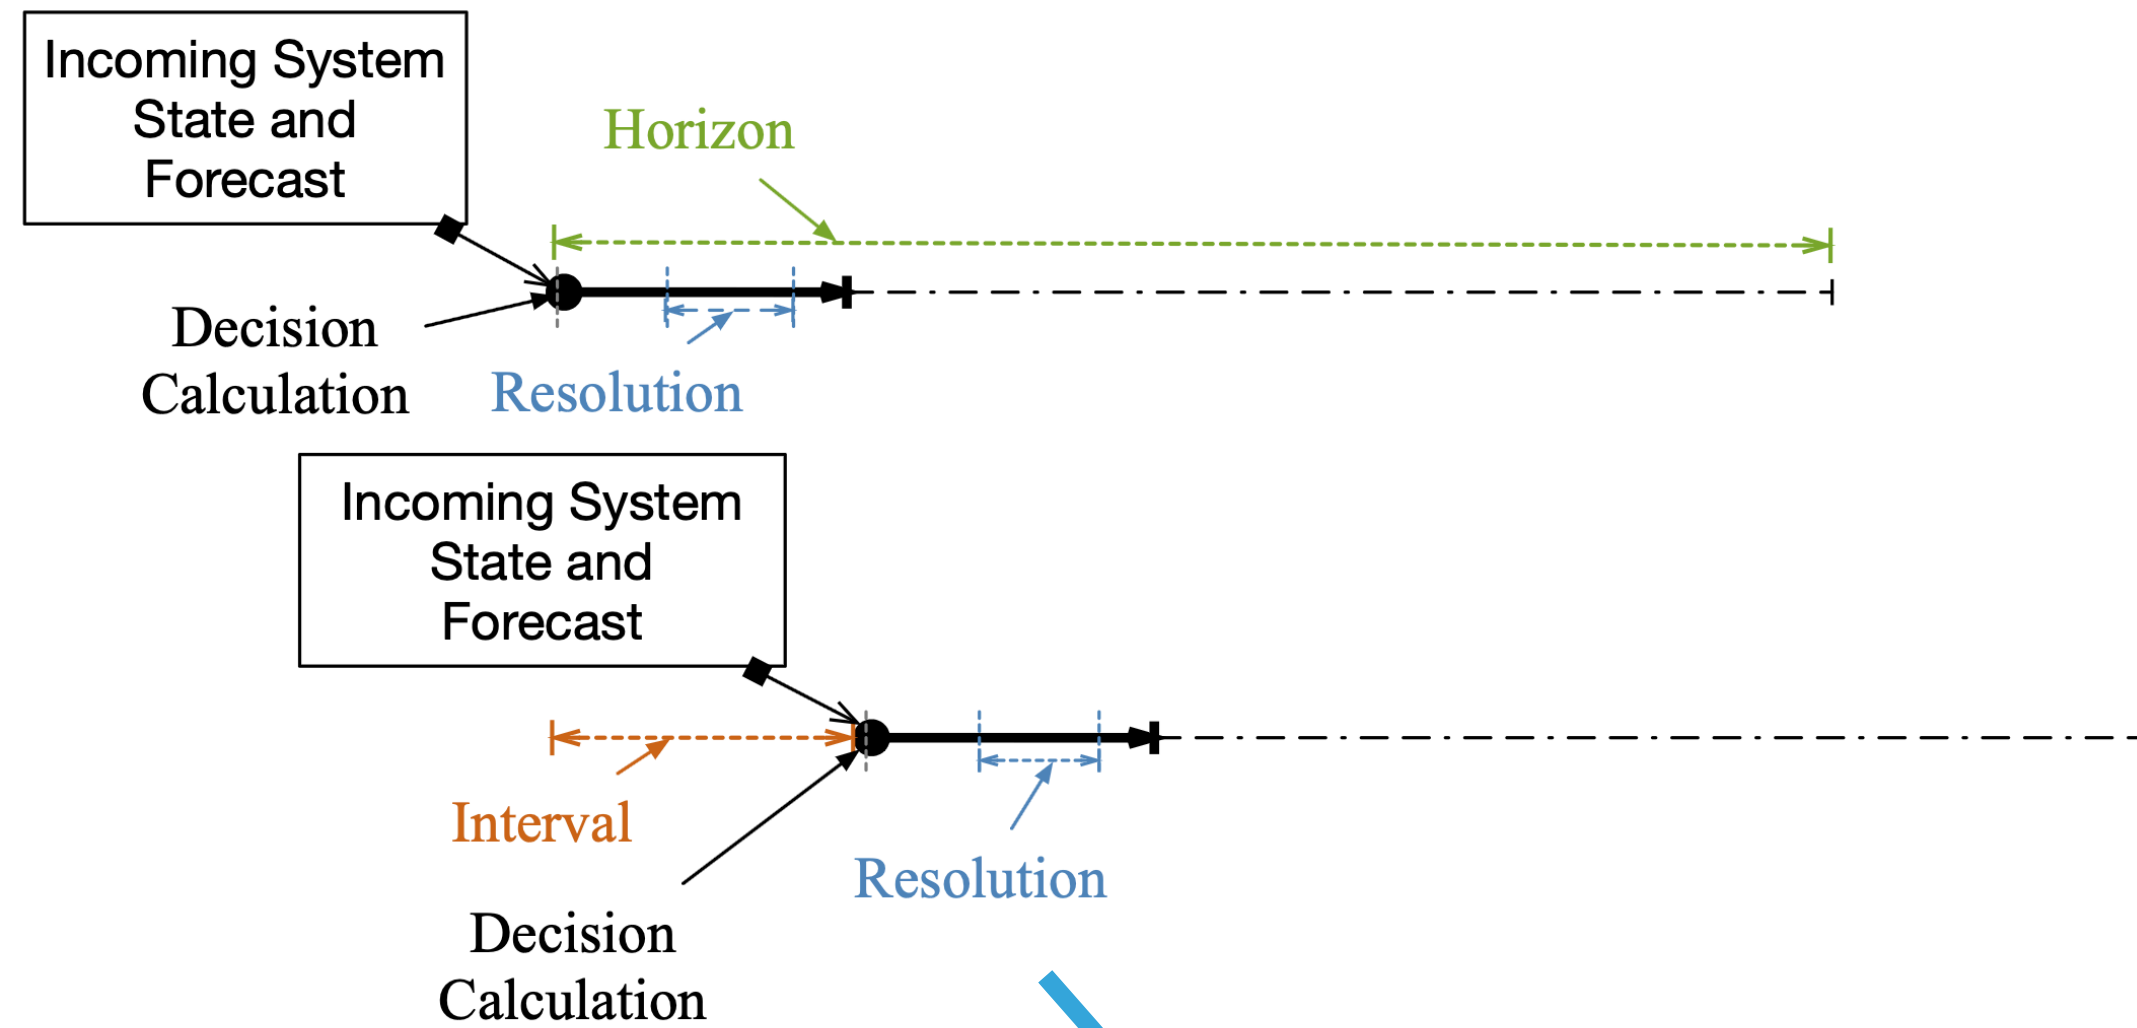 Incoming System
State and
Forecast
Horizon
Decision
Calculation
Resolution
Incoming System
State and
Forecast
Interval
Resolution
Decision
Calculation